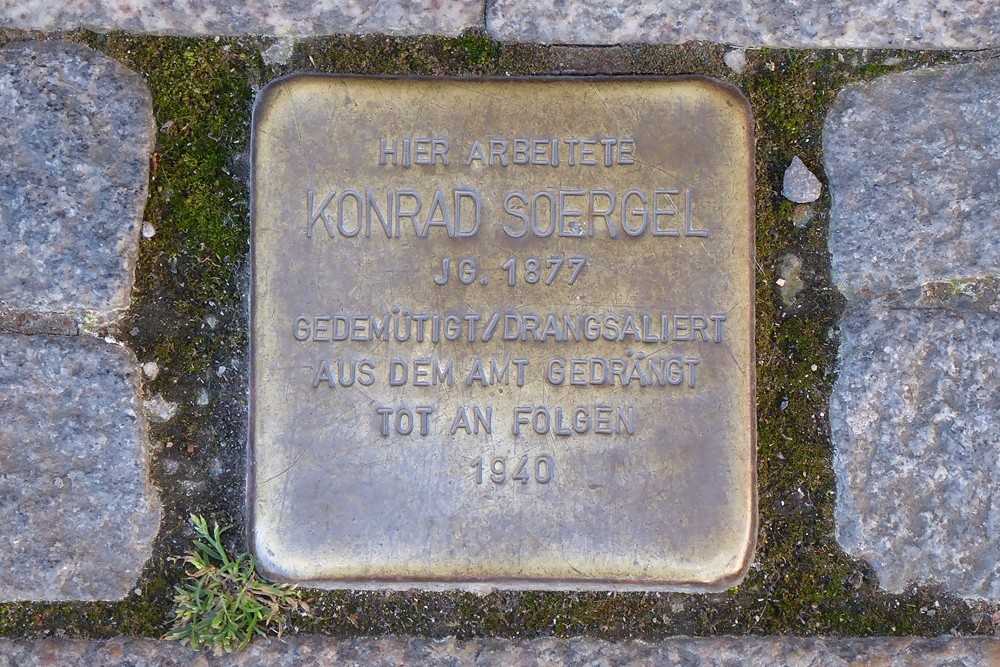 HIER ARBEITETE
KONRAD SOERGEL
JG. 1877
GEDEMÜTIGT/DRANGSALIERT
AUS DEM AMT GEDRÄNGT
TOT AN FOLGEN
1940